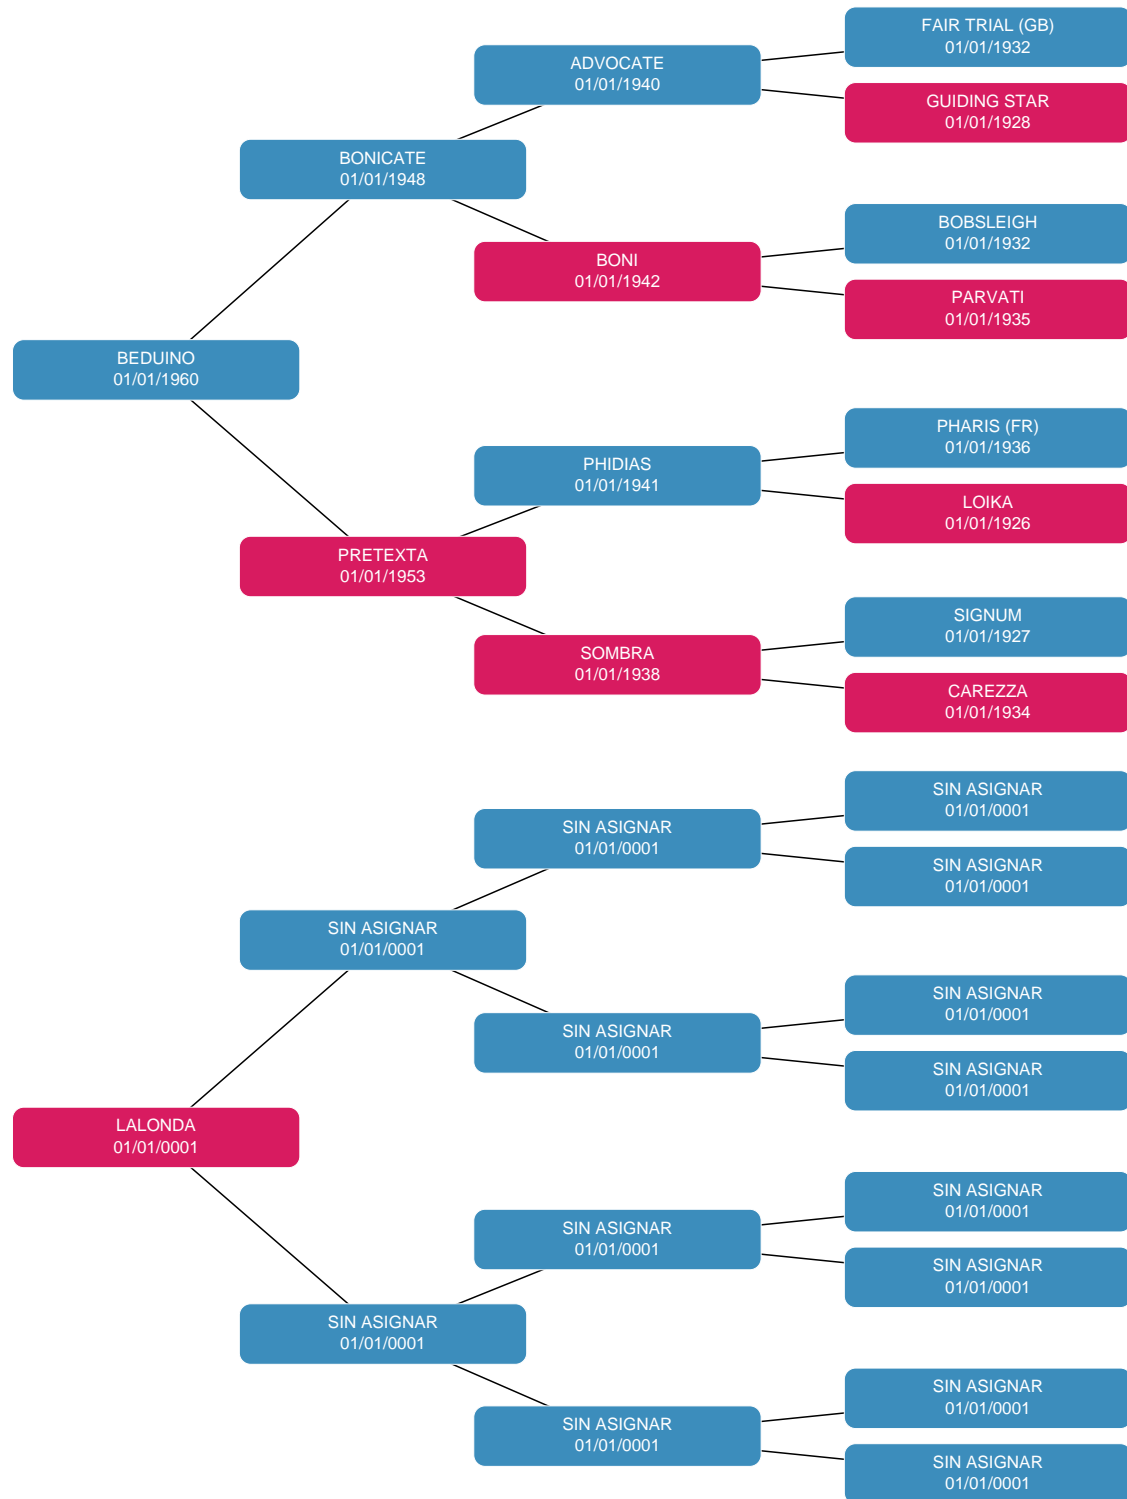 FAIR TRIAL (GB)
01/01/1932
ADVOCATE
01/01/1940
GUIDING STAR
01/01/1928
BONICATE
01/01/1948
BOBSLEIGH
01/01/1932
BONI
01/01/1942
PARVATI
01/01/1935
BEDUINO
01/01/1960
PHARIS (FR)
01/01/1936
PHIDIAS
01/01/1941
LOIKA
01/01/1926
PRETEXTA
01/01/1953
SIGNUM
01/01/1927
SOMBRA
01/01/1938
CAREZZA
01/01/1934
SIN ASIGNAR
01/01/0001
SIN ASIGNAR
01/01/0001
SIN ASIGNAR
01/01/0001
SIN ASIGNAR
01/01/0001
SIN ASIGNAR
01/01/0001
SIN ASIGNAR
01/01/0001
SIN ASIGNAR
01/01/0001
LALONDA
01/01/0001
SIN ASIGNAR
01/01/0001
SIN ASIGNAR
01/01/0001
SIN ASIGNAR
01/01/0001
SIN ASIGNAR
01/01/0001
SIN ASIGNAR
01/01/0001
SIN ASIGNAR
01/01/0001
SIN ASIGNAR
01/01/0001